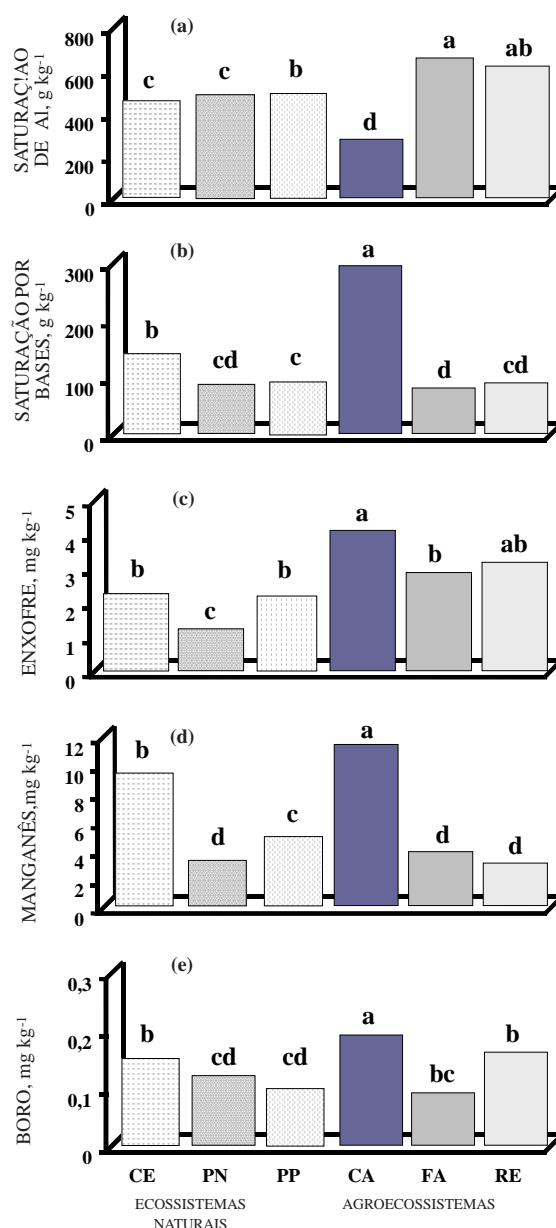 (a)
SATURAÇ!AO
DE Al, g kg-1
800
600
400
200
0
c c b d a ab
(b)
SATURAÇÃO POR
BASES, g kg-1
300
200
100
0
b cd c a d cd
(c)
ENXOFRE, mg kg-1
5
4
3
2
1
0
b c b a b ab
(d)
MANGANÊS,mg kg-1
12
10
8
6
4
2
0
b d c a d d
(e)
BORO, mg kg-1
0,3
0,2
0,1
0
b cd cd a bc b
CE PN PP CA FA RE
ECOSSISTEMAS
NATURAIS
AGROECOSSISTEMAS